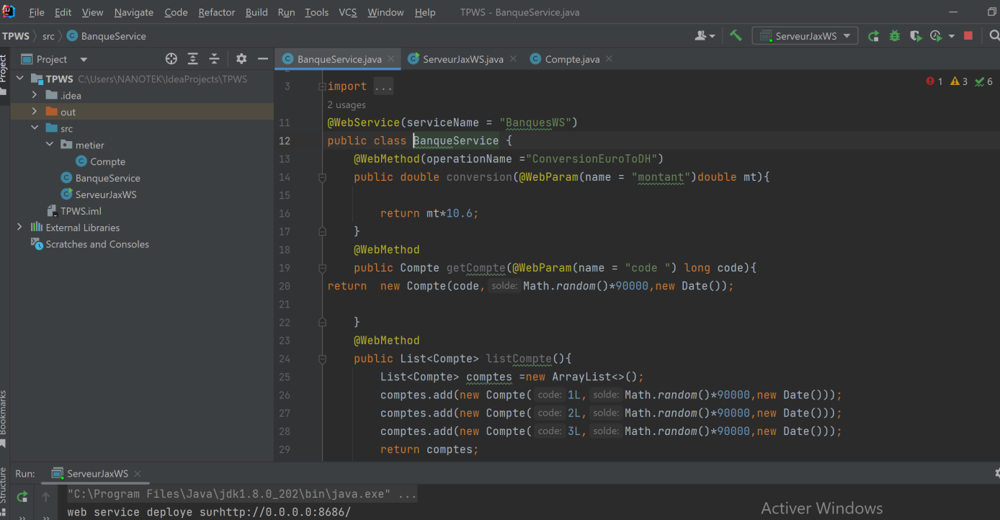 File Edit View Navigate Code Refactor Build Run Tools VCS Window Help TPWS - BanqueService.java
TPWS src BanqueService ServeurJaxWS
Project
Project BanqueService.java ServeurJaxWS.java Compte.java
TPWS C:\Users\NANOTEK\IdeaProjects\TPWS
.idea
out
src
metier
Compte
BanqueService
ServeurJaxWS
TPWS.iml
External Libraries
Scratches and Consoles
1 3 6
3 import ...
2 usages
11 @WebService(serviceName = "BanquesWS")
12 public class BanqueService {
13 @WebMethod(operationName ="ConversionEuroToDH")
14 public double conversion(@WebParam(name = "montant")double mt){
15
16 return mt*10.6;
17 }
18 @WebMethod
19 public Compte getCompte(@WebParam(name = "code ") long code){
20 return  new Compte(code, solde: Math.random()*90000,new Date());
21
22 }
23 @WebMethod
24 public List<Compte> listCompte(){
25 List<Compte> comptes =new ArrayList<>();
26 comptes.add(new Compte( code: 1L, solde: Math.random()*90000,new Date()));
27 comptes.add(new Compte( code: 2L, solde: Math.random()*90000,new Date()));
28 comptes.add(new Compte( code: 3L, solde: Math.random()*90000,new Date()));
29 return comptes;
Bookmarks
Structure
Run: ServeurJaxWS
"C:\Program Files\Java\jdk1.8.0_202\bin\java.exe" ...
web service deploye surhttp://0.0.0.0:8686/
Activer Windows